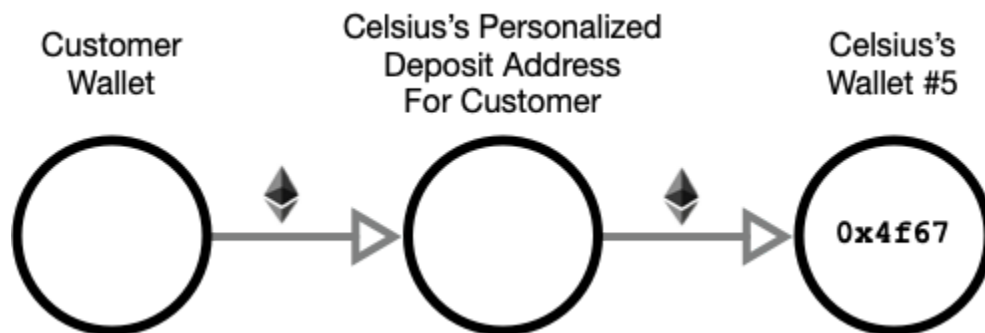 Customer
Wallet
Celsius's Personalized
Deposit Address
For Customer
Celsius's
Wallet #5
0x4f67